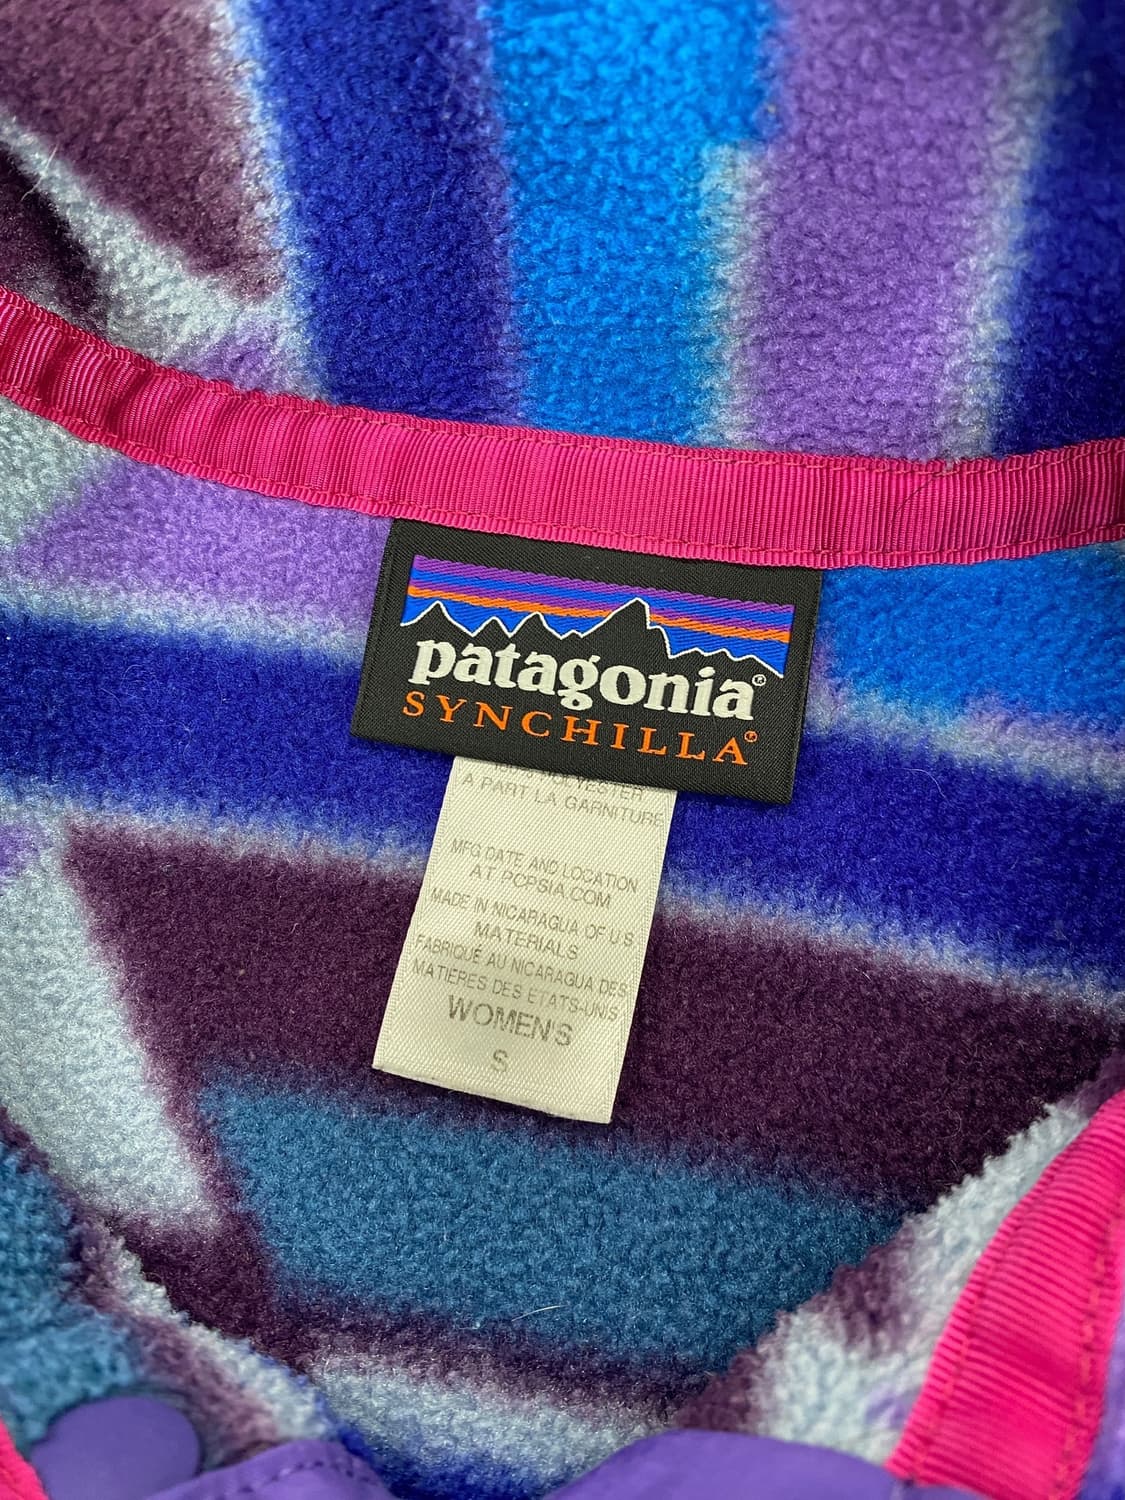 patagonia®
SYNCHILLA®
A PART LA GARNITURE
MFG DATE AND LOCATION
AT PCPSIA.COM
MADE IN NICARAGUA OF U S
MATERIALS
FABRIQUÉ AU NICARAGUA DES
MATIERES DES ETATS-UNIS
WOMEN'S
S